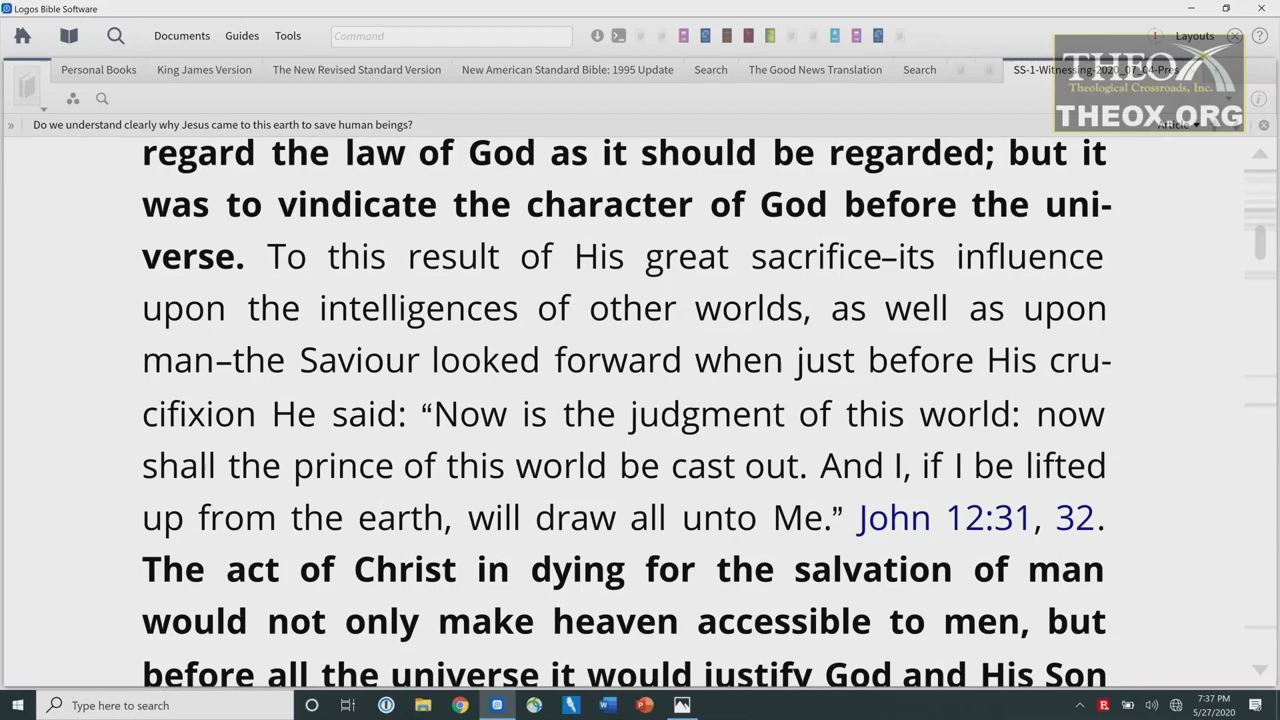 Logos Bible Software
Documents Guides Tools Command Layouts
Personal Books King James Version The New Revised New American Standard Bible: 1995 Update Search The Good News Translation Search SS-1-Witnessing-2020_07_04-Pres
THEOX
Theological Crossroads, Inc.
THEOX.ORG
Do we understand clearly why Jesus came to this earth to save human beings? Article
regard the law of God as it should be regarded; but it
was to vindicate the character of God before the uni-
verse. To this result of His great sacrifice–its influence
upon the intelligences of other worlds, as well as upon
man–the Saviour looked forward when just before His cru-
cifixion He said: “Now is the judgment of this world: now
shall the prince of this world be cast out. And I, if I be lifted
up from the earth, will draw all unto Me.” John 12:31, 32.
The act of Christ in dying for the salvation of man
would not only make heaven accessible to men, but
before all the universe it would justify God and His Son
Type here to search
7:37 PM
5/27/2020